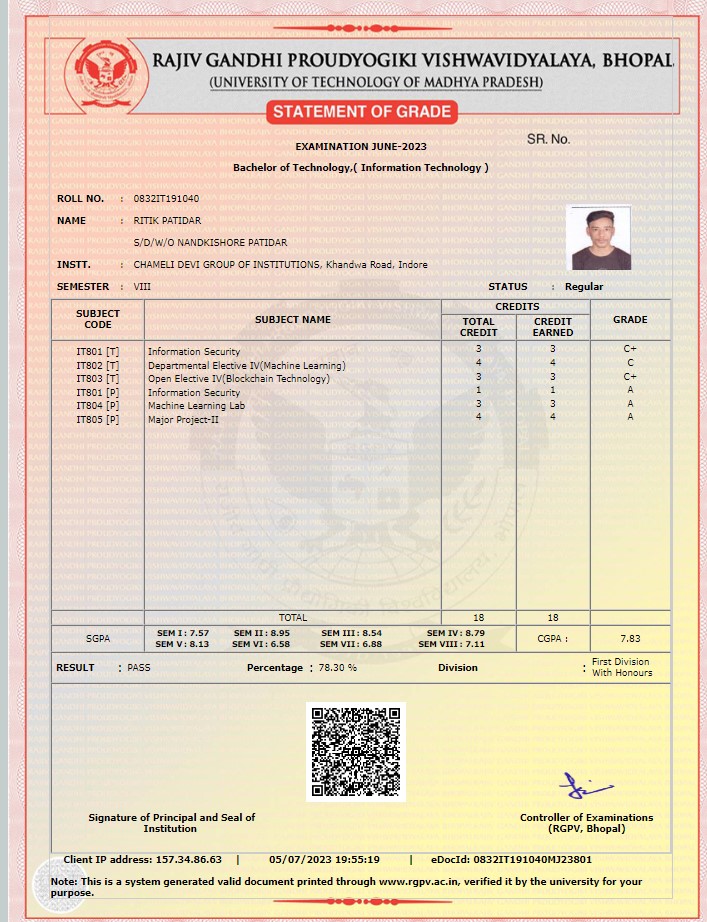 RAJIV GANDHI PROUDYOGIKI VISHWAVIDYALAYA, BHOPAL
(UNIVERSITY OF TECHNOLOGY OF MADHYA PRADESH)
STATEMENT OF GRADE
SR. No.
EXAMINATION JUNE-2023
Bachelor of Technology,( Information Technology )
ROLL NO. : 0832IT191040
NAME : RITIK PATIDAR
S/D/W/O NANDKISHORE PATIDAR
INSTT. : CHAMELI DEVI GROUP OF INSTITUTIONS, Khandwa Road, Indore
SEMESTER : VIII STATUS : Regular
SUBJECT CODE SUBJECT NAME CREDITS GRADE
TOTAL CREDIT CREDIT EARNED
IT801 [T] Information Security 3 3 C+
IT802 [T] Departmental Elective IV(Machine Learning) 4 4 C
IT803 [T] Open Elective IV(Blockchain Technology) 3 3 C+
IT801 [P] Information Security 1 1 A
IT804 [P] Machine Learning Lab 3 3 A
IT805 [P] Major Project-II 4 4 A
TOTAL 18 18
SGPA SEM I : 7.57 SEM II : 8.95 SEM III : 8.54 SEM IV : 8.79 CGPA : 7.83
SEM V : 8.13 SEM VI : 6.58 SEM VII : 6.88 SEM VIII : 7.11
RESULT : PASS Percentage : 78.30 % Division : First Division With Honours
Signature of Principal and Seal of Institution
Controller of Examinations
(RGPV, Bhopal)
Client IP address: 157.34.86.63 | 05/07/2023 19:55:19 | eDocId: 0832IT191040MJ23801
Note: This is a system generated valid document printed through www.rgpv.ac.in, verified it by the university for your
purpose.